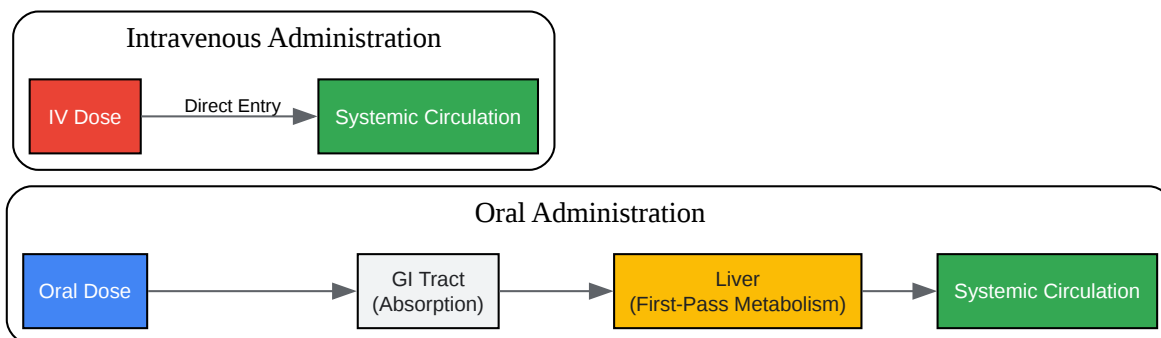 Intravenous Administration
IV Dose
Direct Entry
Systemic Circulation
Oral Administration
Oral Dose
GI Tract
(Absorption)
Liver
(First-Pass Metabolism)
Systemic Circulation